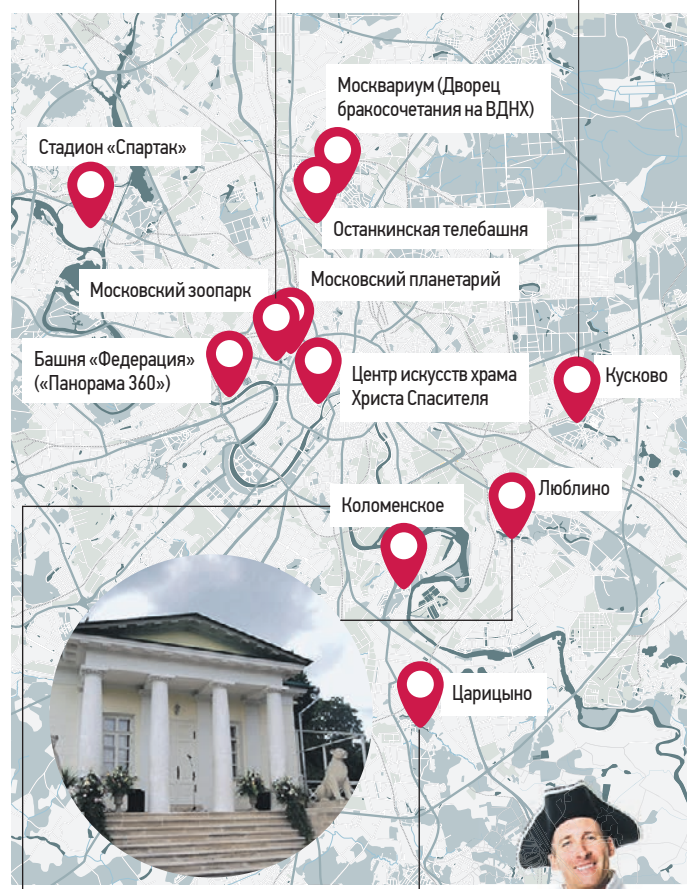 Москвариум (Дворец
бракосочетания на ВДНХ)
Стадион «Спартак»
Останкинская телебашня
Московский планетарий
Московский зоопарк
Башня «Федерация»
(«Панорама 360»)
Центр искусств храма
Христа Спасителя
Кусково
Люблино
Коломенское
Царицыно